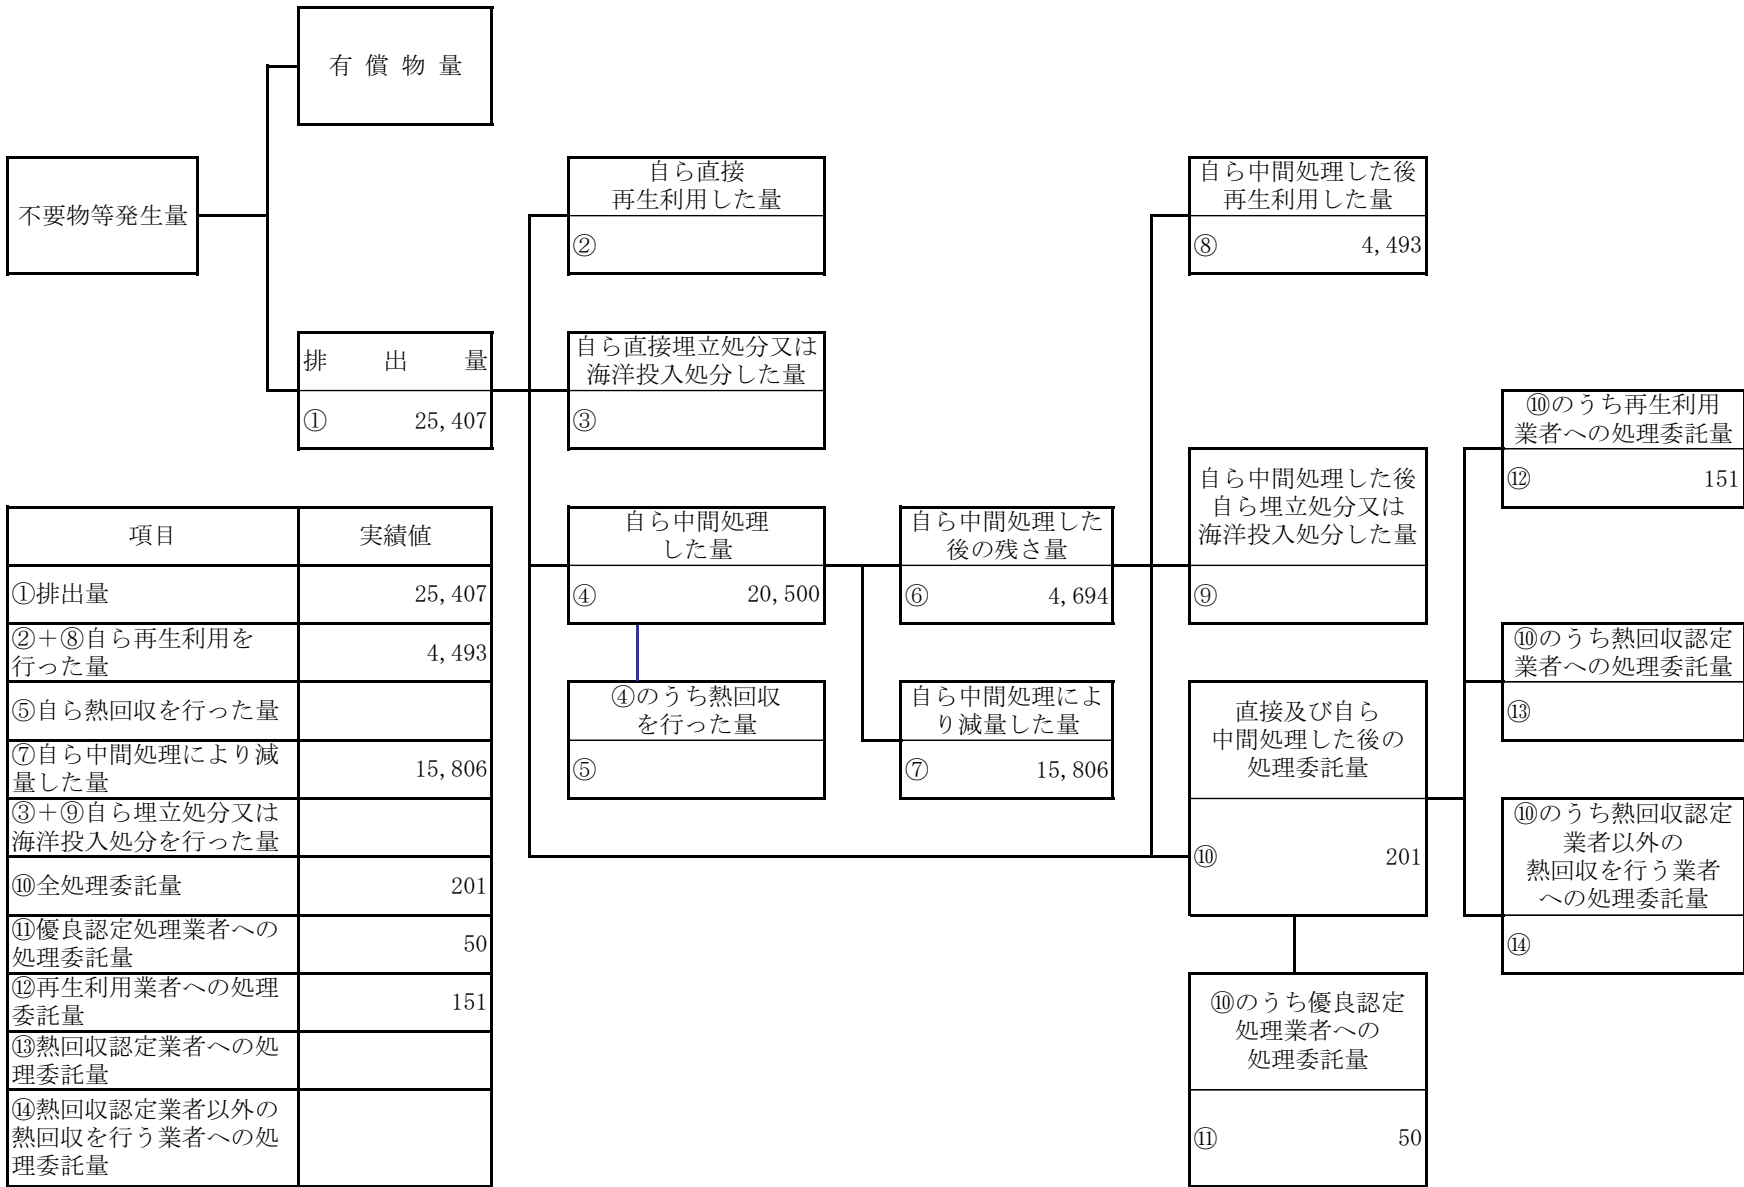 有償物量
不要物等発生量
排出量
① 25,407
自ら直接
再生利用した量
②
自ら直接埋立処分又は
海洋投入処分した量
③
自ら中間処理
した量
④ 20,500
④のうち熱回収
を行った量
⑤
自ら中間処理した
後の残さ量
⑥ 4,694
自ら中間処理によ
り減量した量
⑦ 15,806
自ら中間処理した後
再生利用した量
⑧ 4,493
自ら中間処理した後
自ら埋立処分又は
海洋投入処分した量
⑨
直接及び自ら
中間処理した後の
処理委託量
⑩ 201
⑩のうち優良認定
処理業者への
処理委託量
⑪ 50
⑩のうち再生利用
業者への処理委託量
⑫ 151
⑩のうち熱回収認定
業者への処理委託量
⑬
⑩のうち熱回収認定
業者以外の
熱回収を行う業者
への処理委託量
⑭
項目 実績値
①排出量 25,407
②＋⑧自ら再生利用を
行った量 4,493
⑤自ら熱回収を行った量
⑦自ら中間処理により減
量した量 15,806
③＋⑨自ら埋立処分又は
海洋投入処分を行った量
⑩全処理委託量 201
⑪優良認定処理業者への
処理委託量 50
⑫再生利用業者への処理
委託量 151
⑬熱回収認定業者への処
理委託量
⑭熱回収認定業者以外の
熱回収を行う業者への処
理委託量